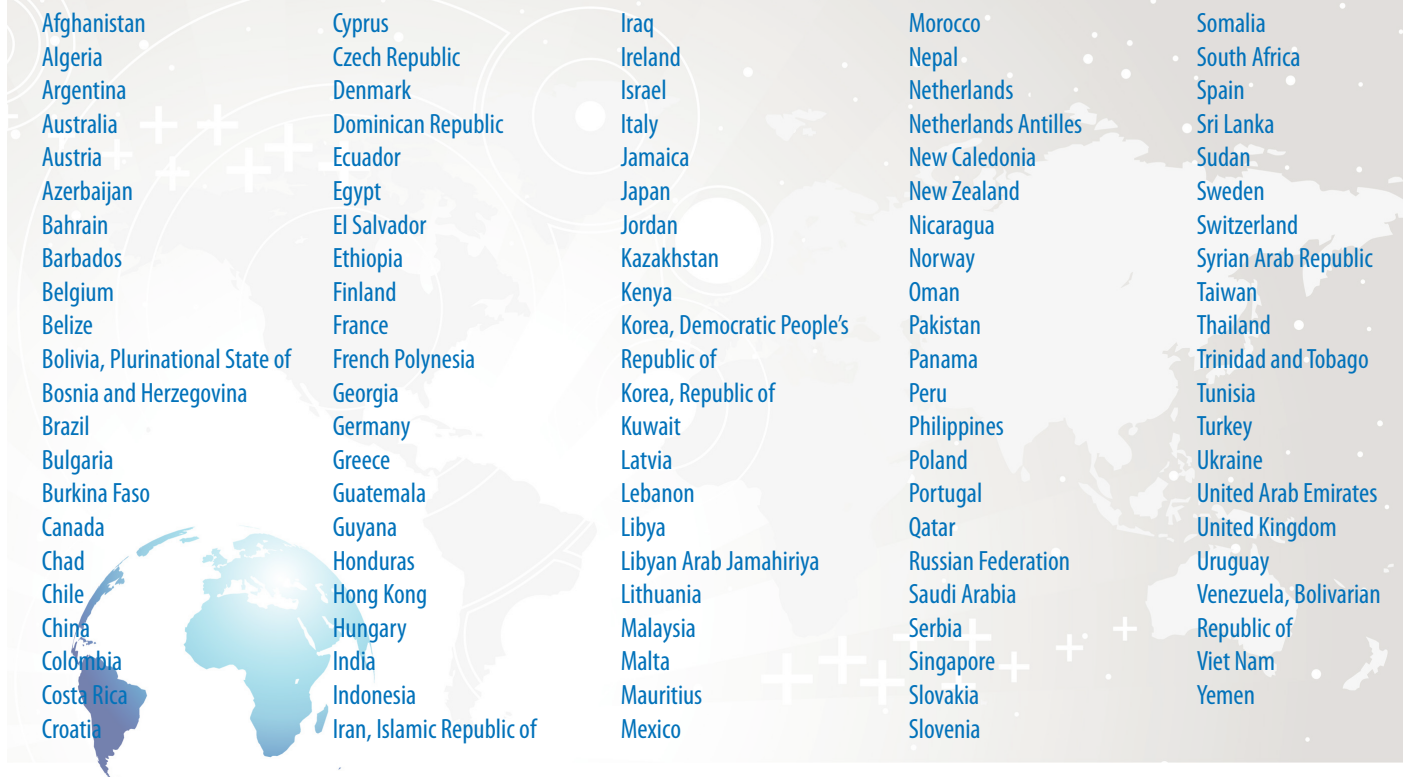 Afghanistan
Algeria
Argentina
Australia
Austria
Azerbaijan
Bahrain
Barbados
Belgium
Belize
Bolivia, Plurinational State of
Bosnia and Herzegovina
Brazil
Bulgaria
Burkina Faso
Canada
Chad
Chile
China
Colombia
Costa Rica
Croatia
Cyprus
Czech Republic
Denmark
Dominican Republic
Ecuador
Egypt
El Salvador
Ethiopia
Finland
France
French Polynesia
Georgia
Germany
Greece
Guatemala
Guyana
Honduras
Hong Kong
Hungary
India
Indonesia
Iran, Islamic Republic of
Iraq
Ireland
Israel
Italy
Jamaica
Japan
Jordan
Kazakhstan
Kenya
Korea, Democratic People's
Republic of
Korea, Republic of
Kuwait
Latvia
Lebanon
Libya
Libyan Arab Jamahiriya
Lithuania
Malaysia
Malta
Mauritius
Mexico
Morocco
Nepal
Netherlands
Netherlands Antilles
New Caledonia
New Zealand
Nicaragua
Norway
Oman
Pakistan
Panama
Peru
Philippines
Poland
Portugal
Qatar
Russian Federation
Saudi Arabia
Serbia
Singapore
Slovakia
Slovenia
Somalia
South Africa
Spain
Sri Lanka
Sudan
Sweden
Switzerland
Syrian Arab Republic
Taiwan
Thailand
Trinidad and Tobago
Tunisia
Turkey
Ukraine
United Arab Emirates
United Kingdom
Uruguay
Venezuela, Bolivarian
Republic of
Viet Nam
Yemen